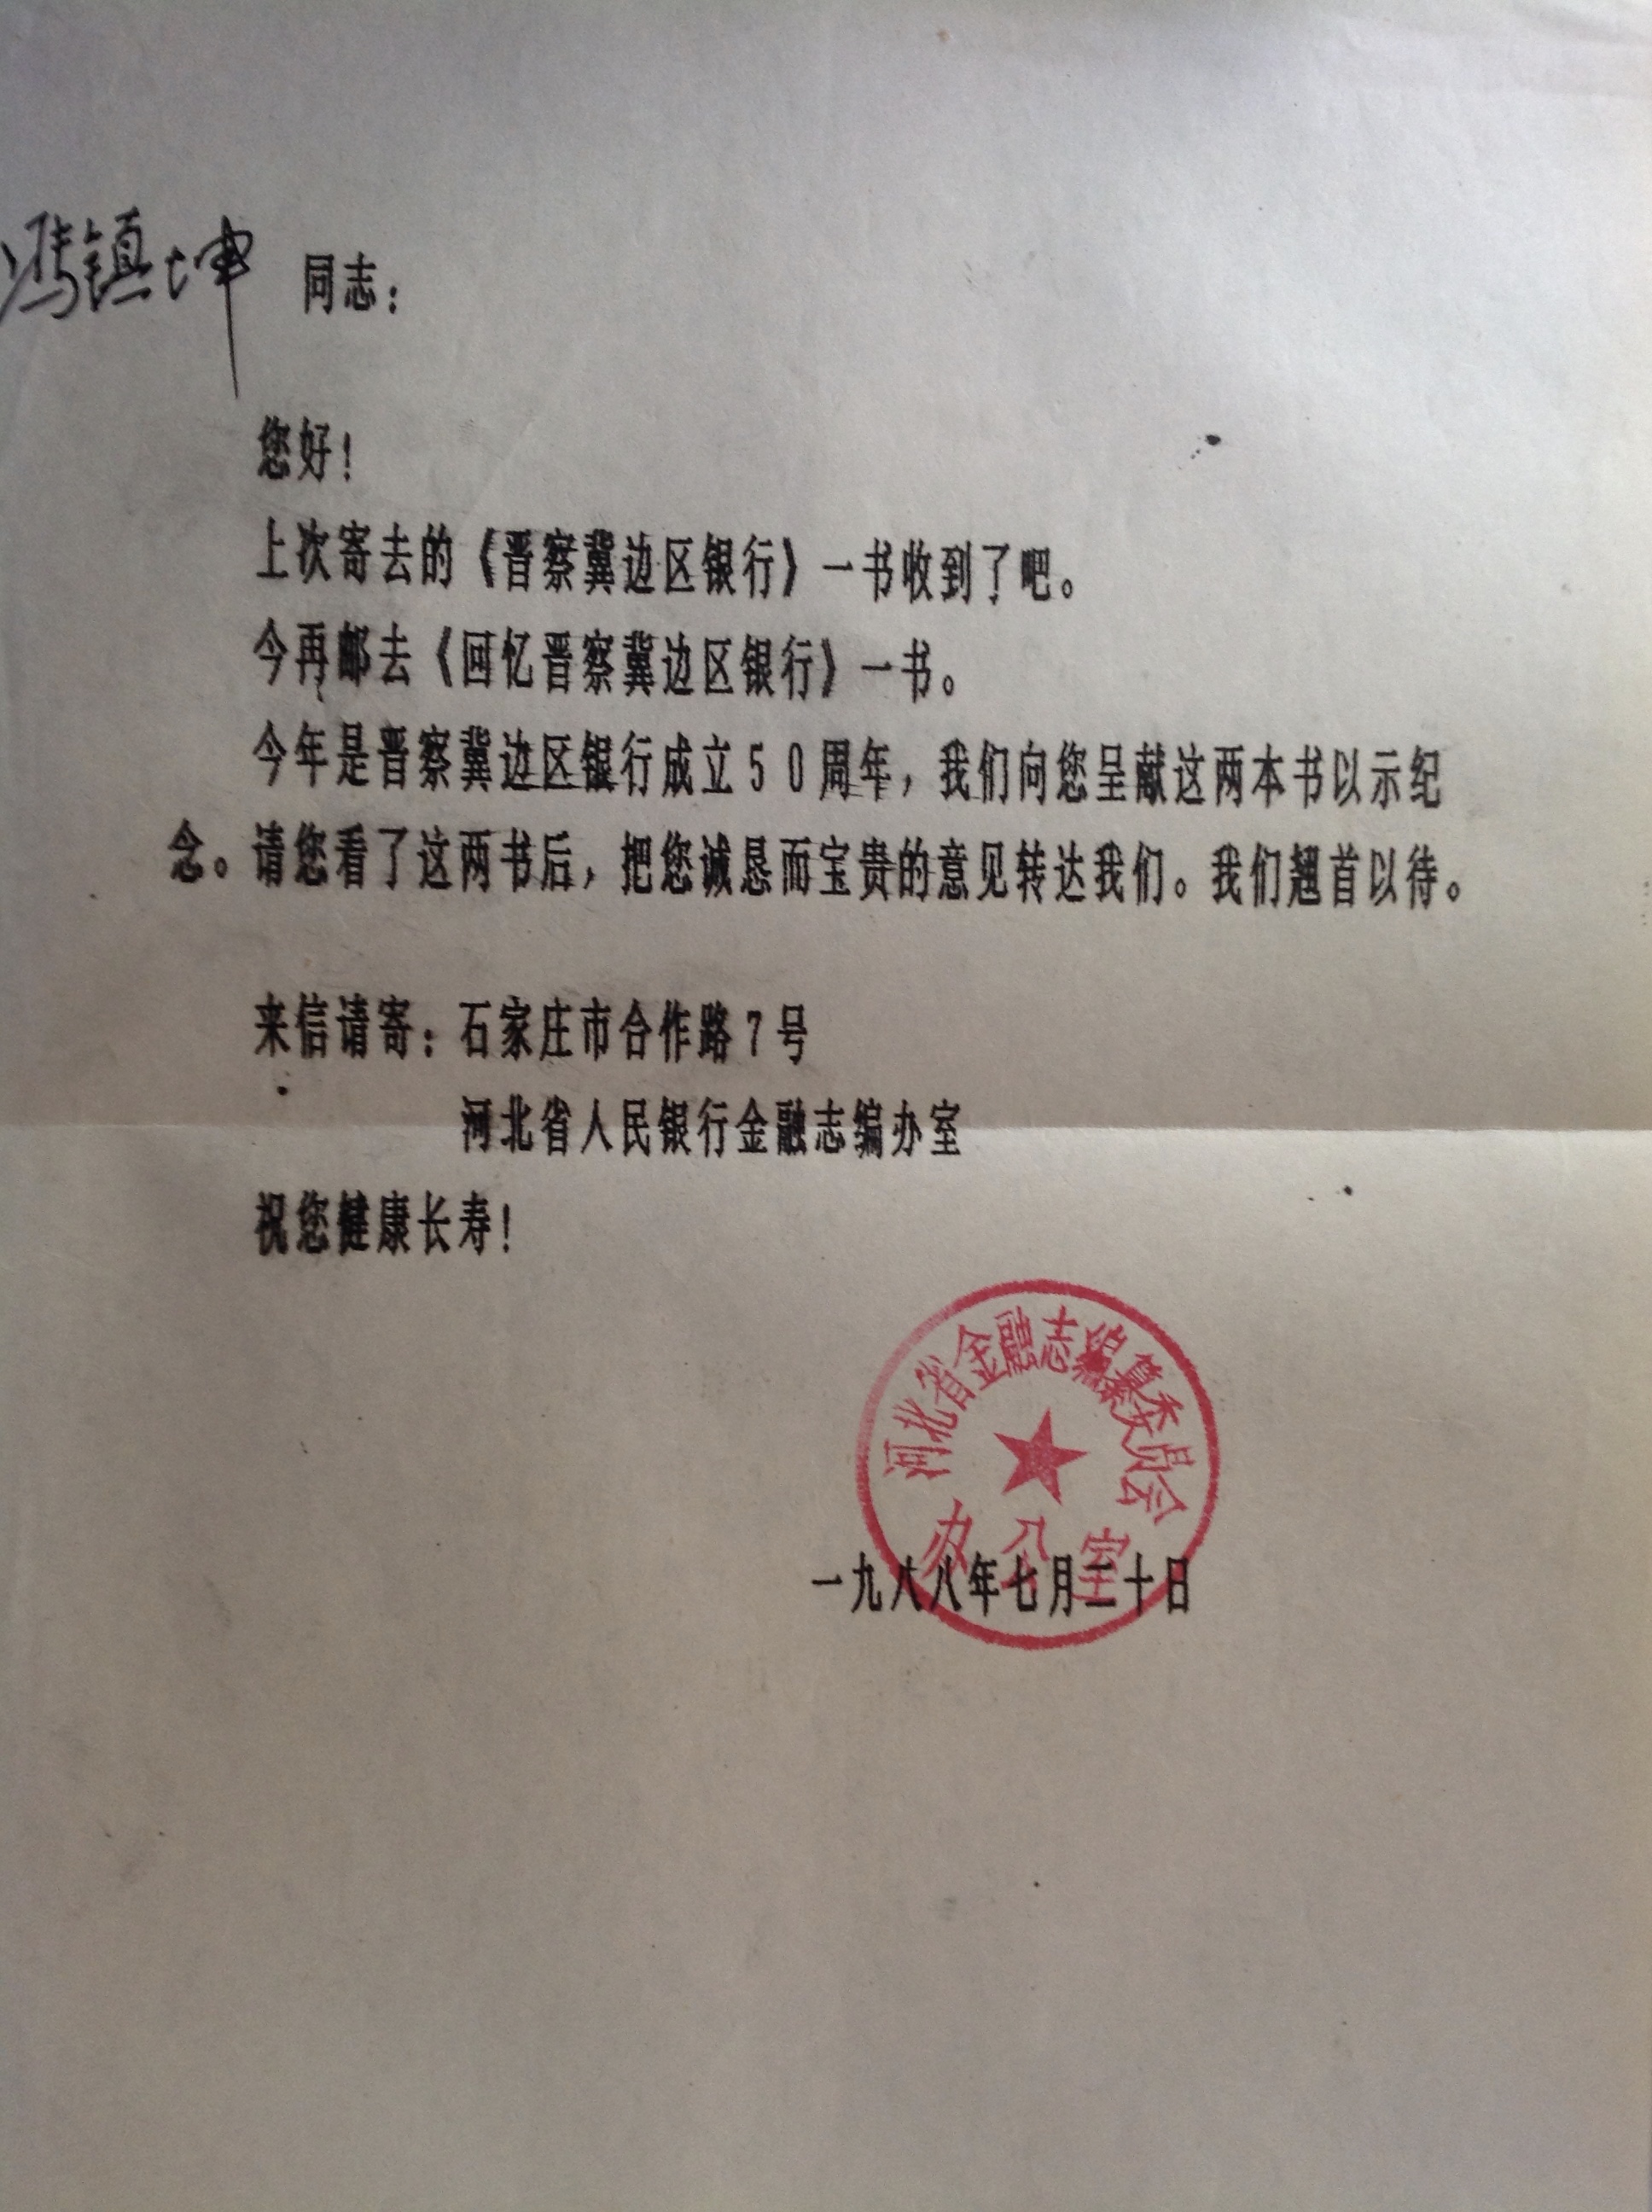 冯镇坤 同志：
您好！
上次寄去的《晋察冀边区银行》一书收到了吧。
今再邮去《回忆晋察冀边区银行》一书。
今年是晋察冀边区银行成立50周年，我们向您呈献这两本书以示纪
念。请您看了这两书后，把您诚恳而宝贵的意见转达我们。我们翘首以待。
来信请寄：石家庄市合作路7号
河北省人民银行金融志编办室
祝您健康长寿！
河北省金融志编纂委员会
办公室
一九八八年七月二十日